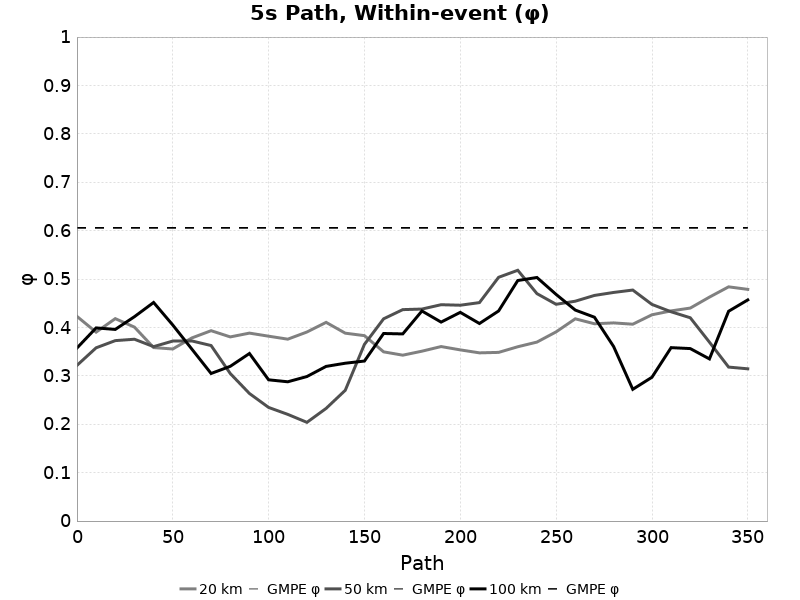 5s Path, Within-event (φ)
1
0.9
0.8
0.7
0.6
0.5
0.4
0.3
0.2
0.1
0
φ
0 50 100 150 200 250 300 350
Path
20 km GMPE φ 50 km GMPE φ 100 km GMPE φ